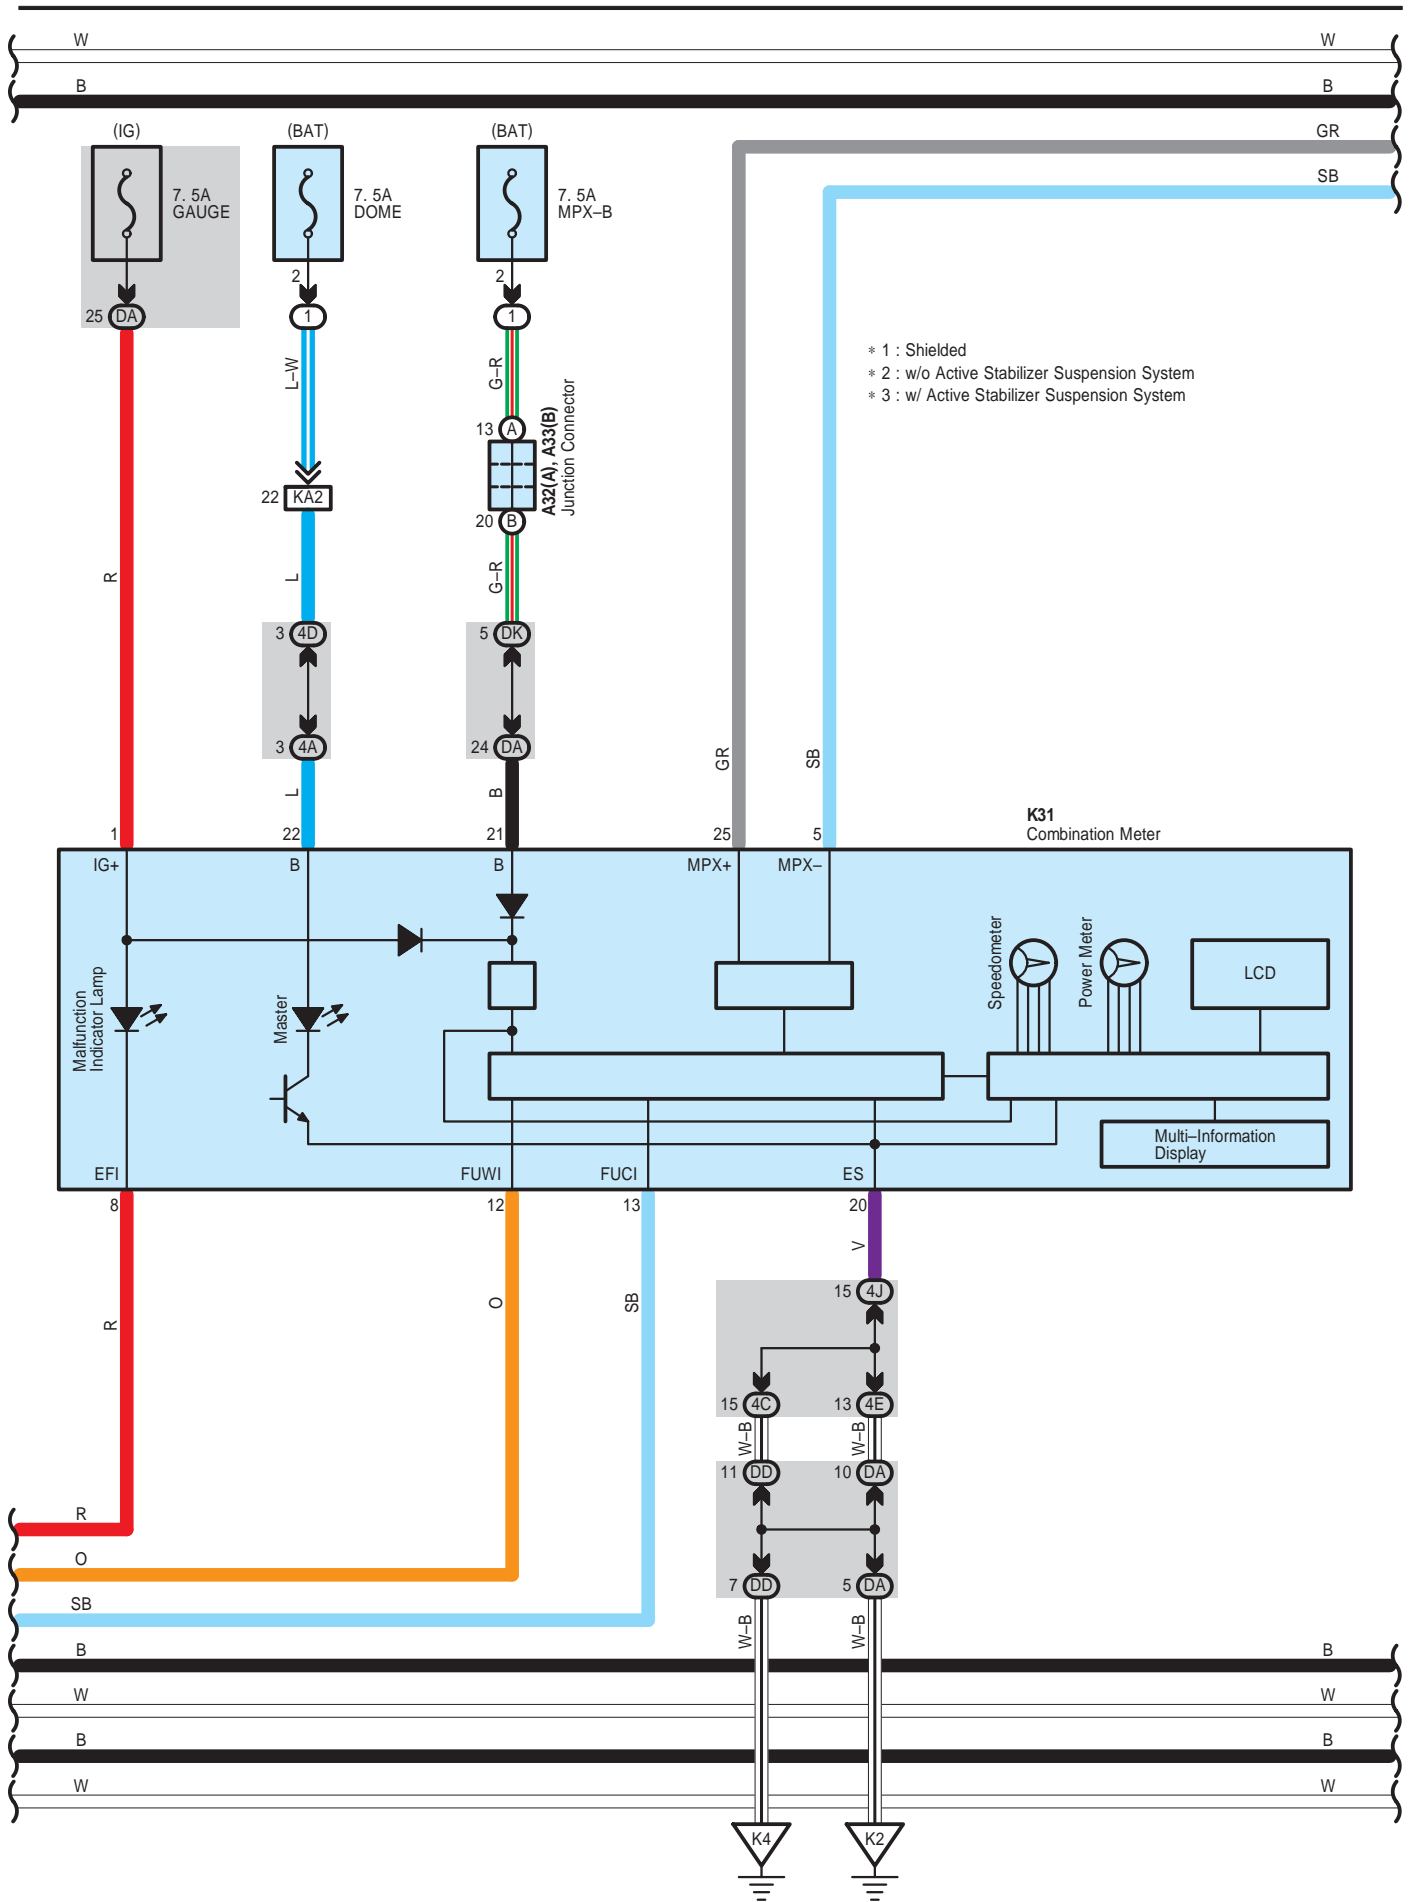 W W
B B
(IG) (BAT) (BAT)
GR
SB
7. 5A
GAUGE
7. 5A
DOME
7. 5A
MPX–B
2 2
25 DA 1 1
L–W G–R
∗ 1 : Shielded
∗ 2 : w/o Active Stabilizer Suspension System
∗ 3 : w/ Active Stabilizer Suspension System
13 A
A32(A), A33(B)
Junction Connector
22 KA2
20 B
R L G–R
3 4D 5 DK
3 4A 24 DA
GR SB
L B
K31
Combination Meter
1 22 21 25 5
IG+ B B MPX+ MPX–
Malfunction
Indicator Lamp
Master
Speedometer
Power Meter
LCD
Multi–Information
Display
EFI FUWI FUCI ES
8 12 13 20
V
R O SB
15 4J
15 4C 13 4E
W–B W–B
11 DD 10 DA
R
O
7 DD 5 DA
SB
W–B W–B
B B
W W
B B
W W
K4 K2